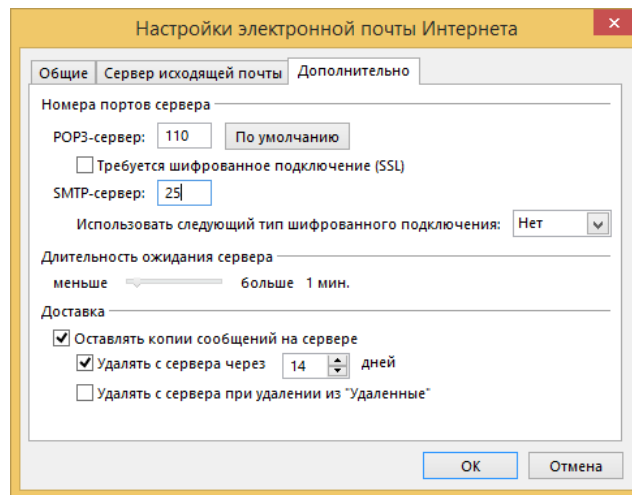 Настройки электронной почты Интернета
Общие Сервер исходящей почты Дополнительно
Номера портов сервера
POP3-сервер: 110 По умолчанию
Требуется шифрованное подключение (SSL)
SMTP-сервер: 25
Использовать следующий тип шифрованного подключения: Нет
Длительность ожидания сервера
меньше больше 1 мин.
Доставка
Оставлять копии сообщений на сервере
Удалять с сервера через 14 дней
Удалять с сервера при удалении из "Удаленные"
ОК Отмена